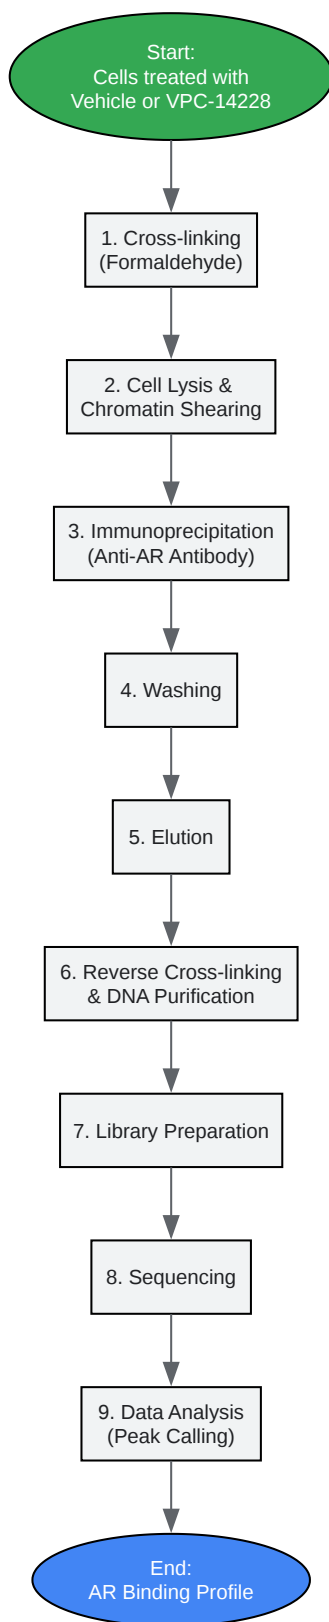 Start:
Cells treated with
Vehicle or VPC-14228
1. Cross-linking
(Formaldehyde)
2. Cell Lysis &
Chromatin Shearing
3. Immunoprecipitation
(Anti-AR Antibody)
4. Washing
5. Elution
6. Reverse Cross-linking
& DNA Purification
7. Library Preparation
8. Sequencing
9. Data Analysis
(Peak Calling)
End:
AR Binding Profile